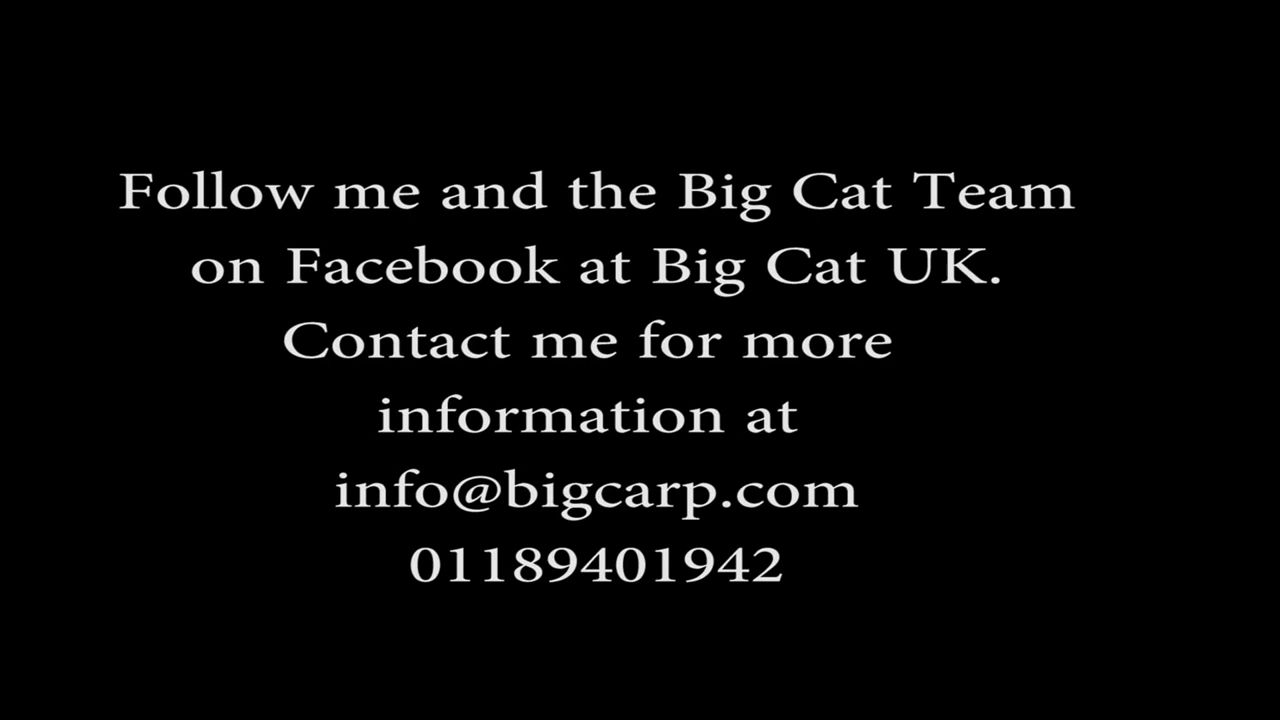 Follow me and the Big Cat Team
on Facebook at Big Cat UK.
Contact me for more
information at
info@bigcarp.com
01189401942